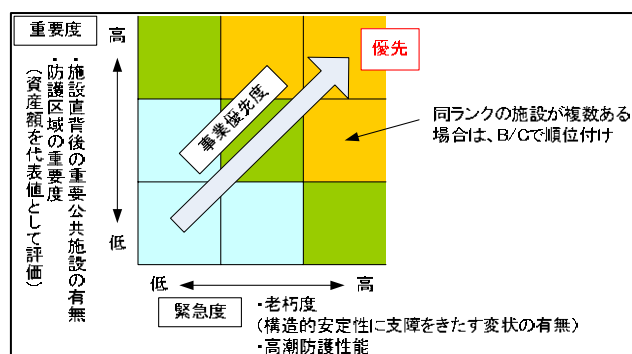 重要度
高
低
・施設直背後の重要公共施設の有無
・防護区域の重要度
(資産額を代表値として評価)
優先
事業優先度
同ランクの施設が複数ある
場合は、B/Cで順位付け
低
高
緊急度
・老朽度
(構造的安定性に支障をきたす変状の有無)
・高潮防護性能